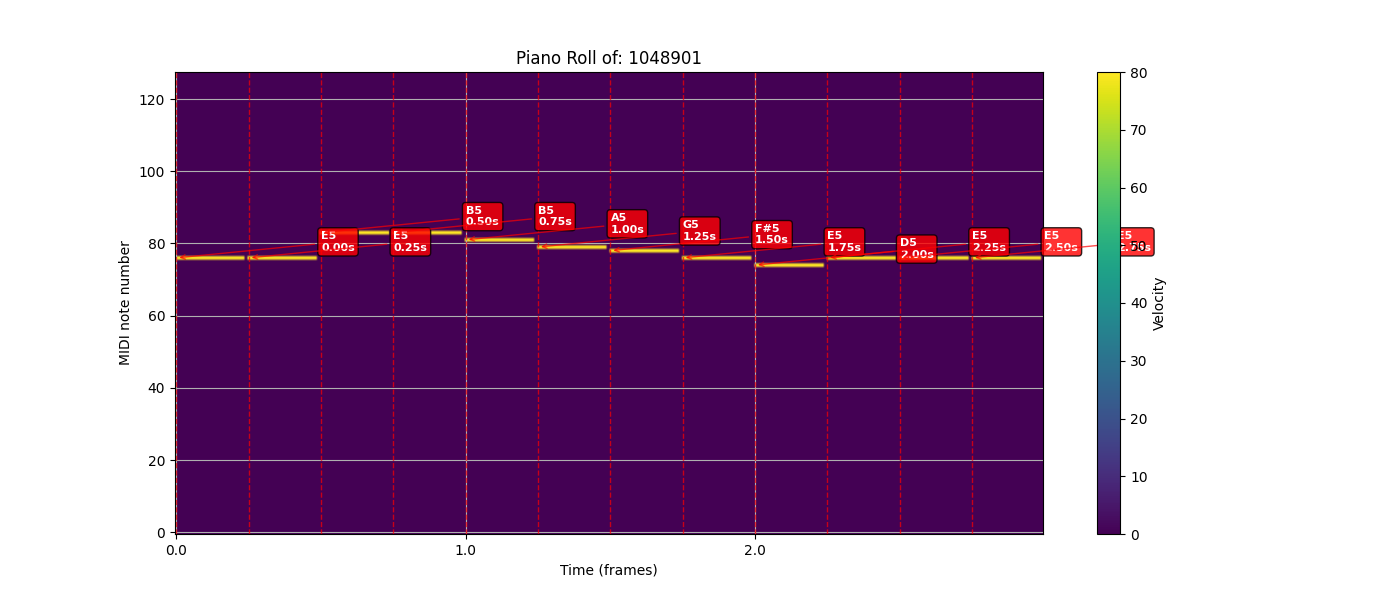 Piano Roll of: 1048901
MIDI note number
120
100
80
60
40
20
0
E5
0.00s
E5
0.25s
B5
0.50s
B5
0.75s
A5
1.00s
G5
1.25s
F#5
1.50s
E5
1.75s
D5
2.00s
E5
2.25s
E5
2.50s
E5
0.0
1.0
2.0
Time (frames)
80
70
60
50
40
30
20
10
0
Velocity